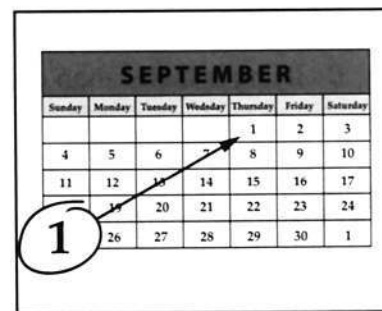 SEPTEMBER
Sunday Monday Tuesday Wedsday Thursday Friday Saturday
1 2 3
4 5 6 7 8 9 10
11 12 13 14 15 16 17
19 20 21 22 23 24
26 27 28 29 30 1
1